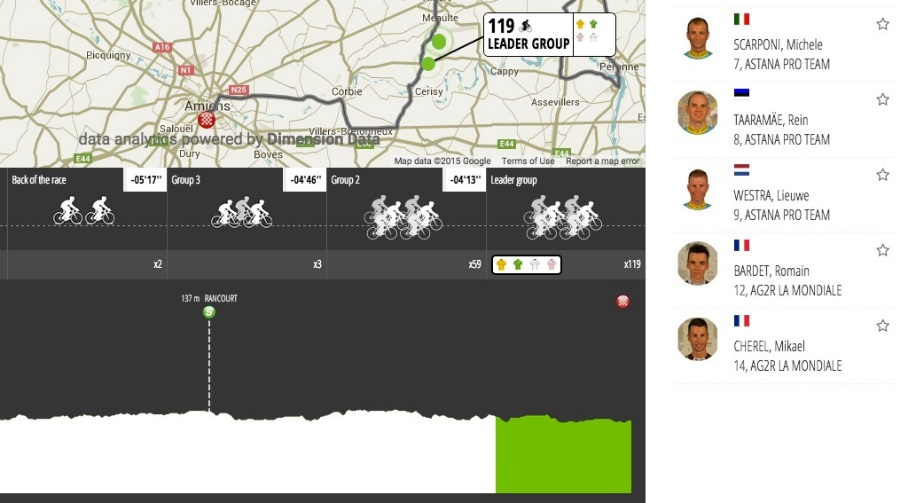 Villers-Bocage
Méaulte
119
LEADER GROUP
A16
Picquigny
N1
Cappy
Péronne
N25
Corbie
Cerisy
Amiens
Assevillers
Salouël
Villers-Bretonneux
data analytics powered by Dimension Data
E44
Dury
Boves
E44
Map data ©2015 Google Terms of Use Report a map error
Back of the race
-05'17"
Group 3
-04'46"
Group 2
-04'13"
Leader group
x2
x3
x59
x119
137 m RANCOURT
S
SCARPONI, Michele
7, ASTANA PRO TEAM
TAARAMÄE, Rein
8, ASTANA PRO TEAM
WESTRA, Lieuwe
9, ASTANA PRO TEAM
BARDET, Romain
12, AG2R LA MONDIALE
CHEREL, Mikael
14, AG2R LA MONDIALE